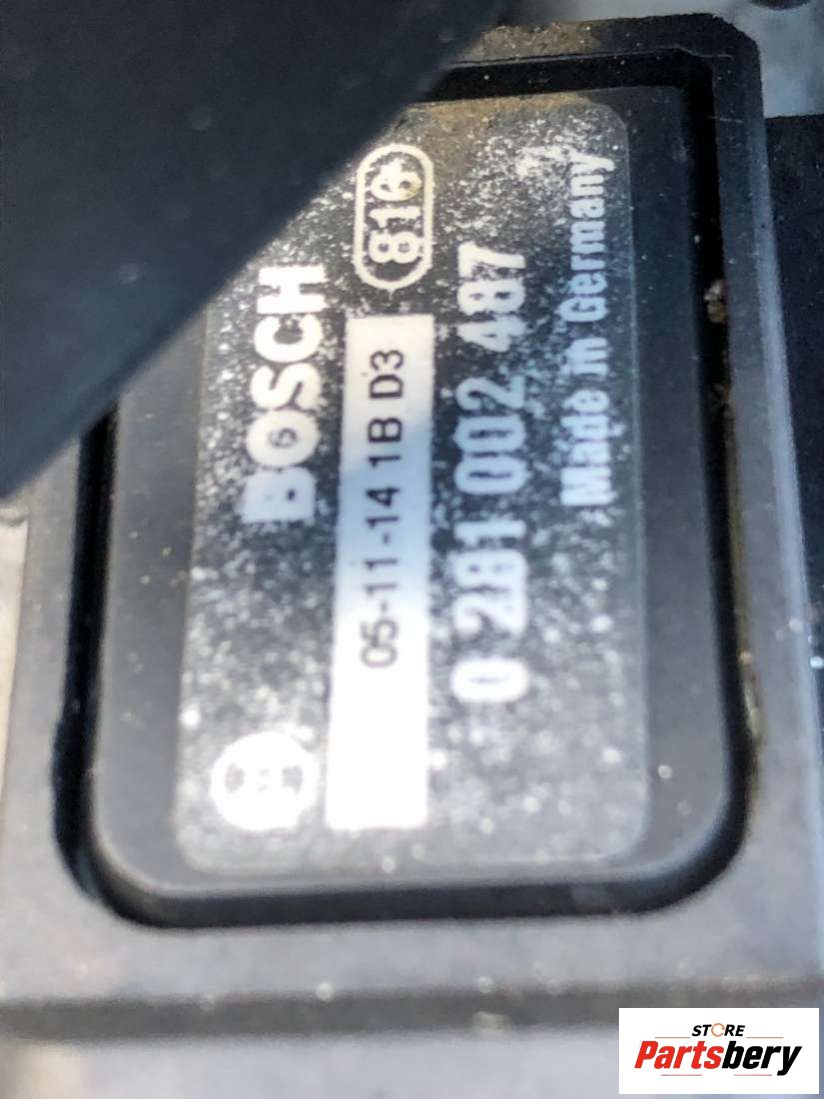 BOSCH
816
05-11-14 1B D3
0 281 002 487
Made in Germany
STORE
Partsbery